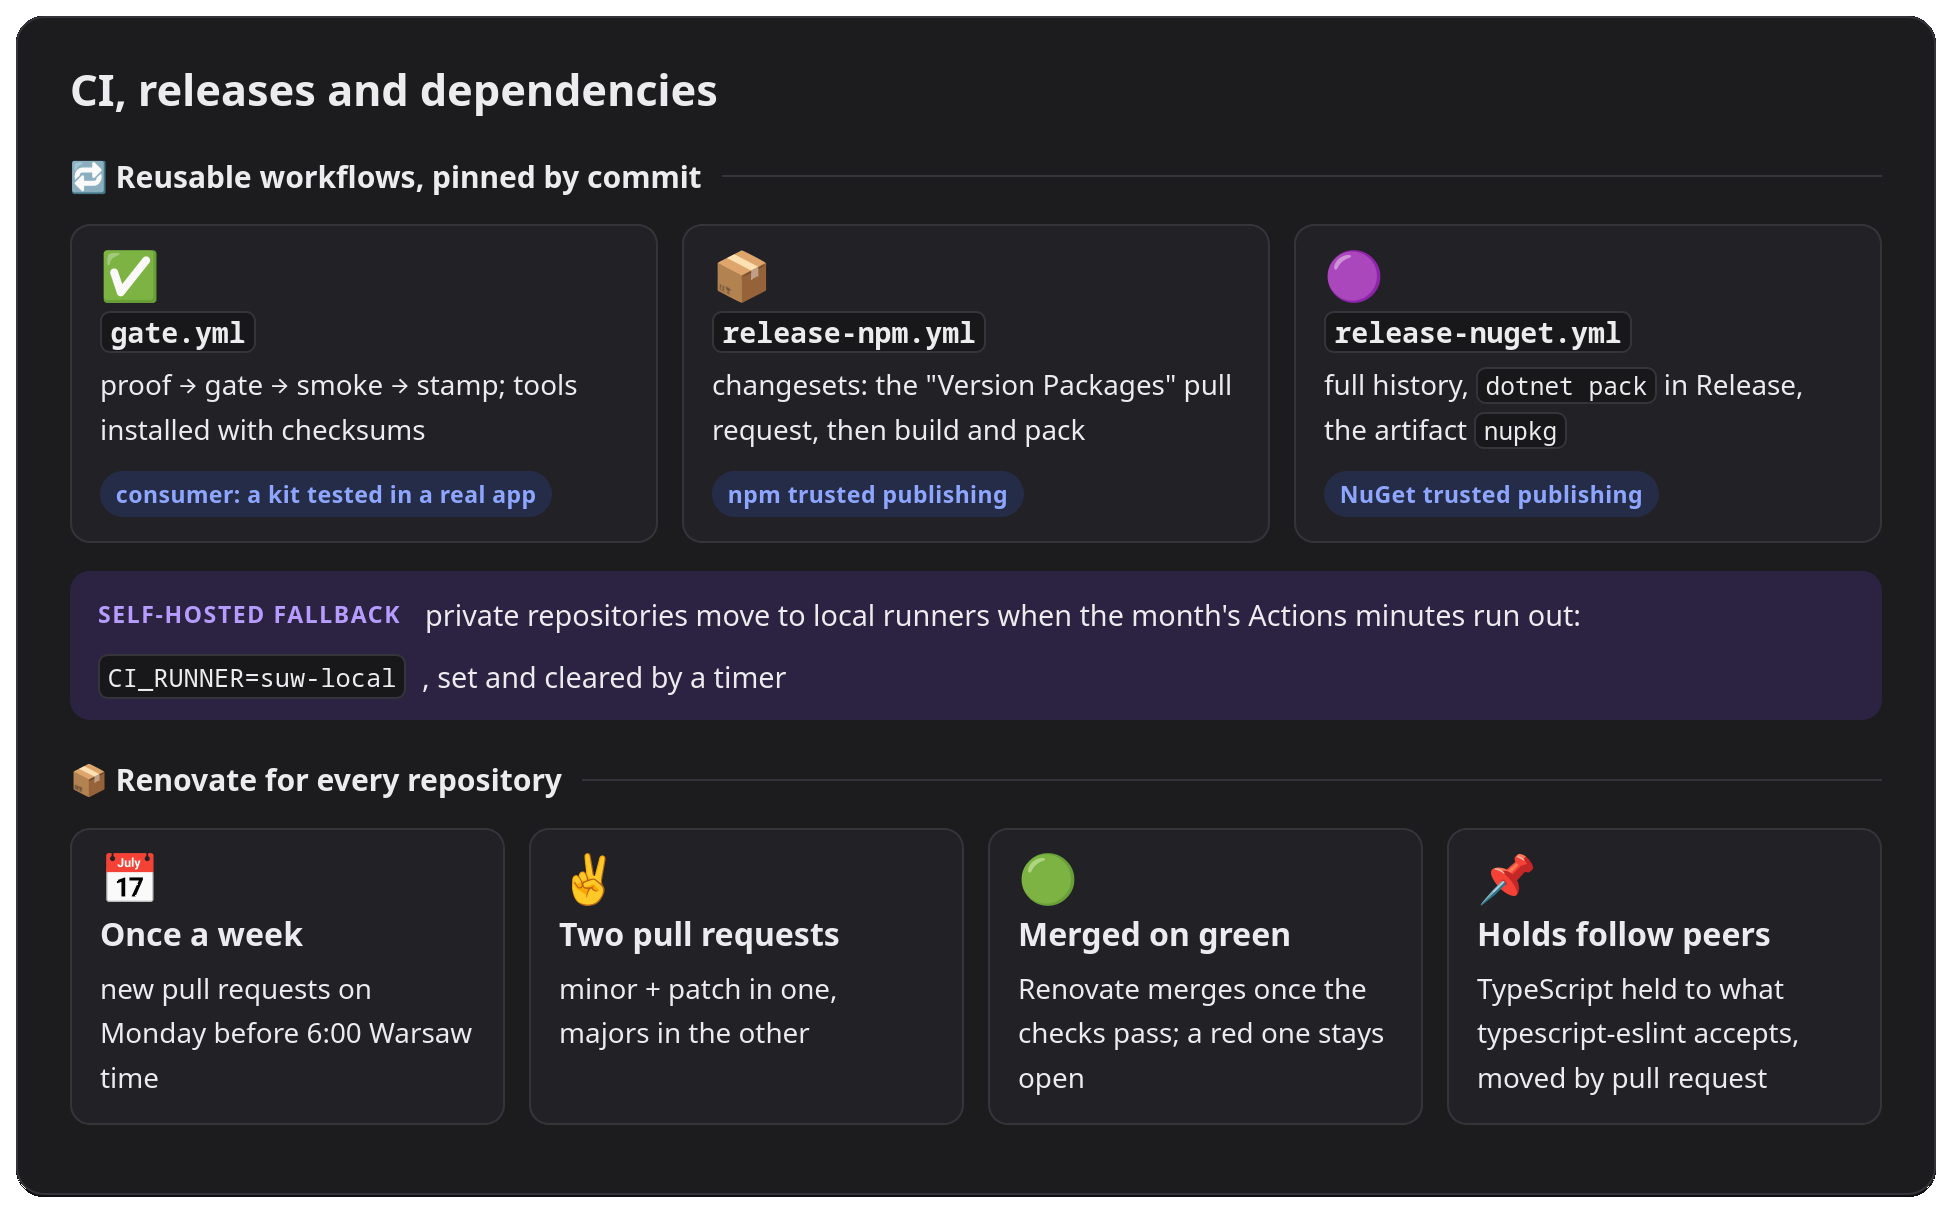 CI, releases and dependencies
Reusable workflows, pinned by commit
gate.yml
proof → gate → smoke → stamp; tools
installed with checksums
consumer: a kit tested in a real app
release-npm.yml
changesets: the "Version Packages" pull
request, then build and pack
npm trusted publishing
release-nuget.yml
full history, dotnet pack in Release,
the artifact nupkg
NuGet trusted publishing
SELF-HOSTED FALLBACK private repositories move to local runners when the month's Actions minutes run out:
CI_RUNNER=suw-local , set and cleared by a timer
Renovate for every repository
July
17
Once a week
new pull requests on
Monday before 6:00 Warsaw
time
Two pull requests
minor + patch in one,
majors in the other
Merged on green
Renovate merges once the
checks pass; a red one stays
open
Holds follow peers
TypeScript held to what
typescript-eslint accepts,
moved by pull request